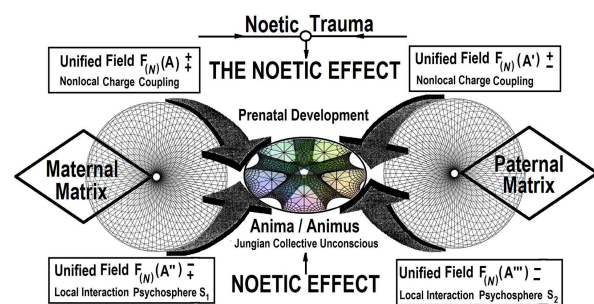 Noetic Trauma
Unified Field F(N)(A) + +
Nonlocal Charge Coupling
THE NOETIC EFFECT
Unified Field F(N)(A') + −
Nonlocal Charge Coupling
Prenatal Development
Maternal
Matrix
Paternal
Matrix
Anima / Animus
Jungian Collective Unconscious
Unified Field F(N)(A'') − +
Local Interaction Psychosphere S1
NOETIC EFFECT
Unified Field F(N)(A''') − −
Local Interaction Psychosphere S2